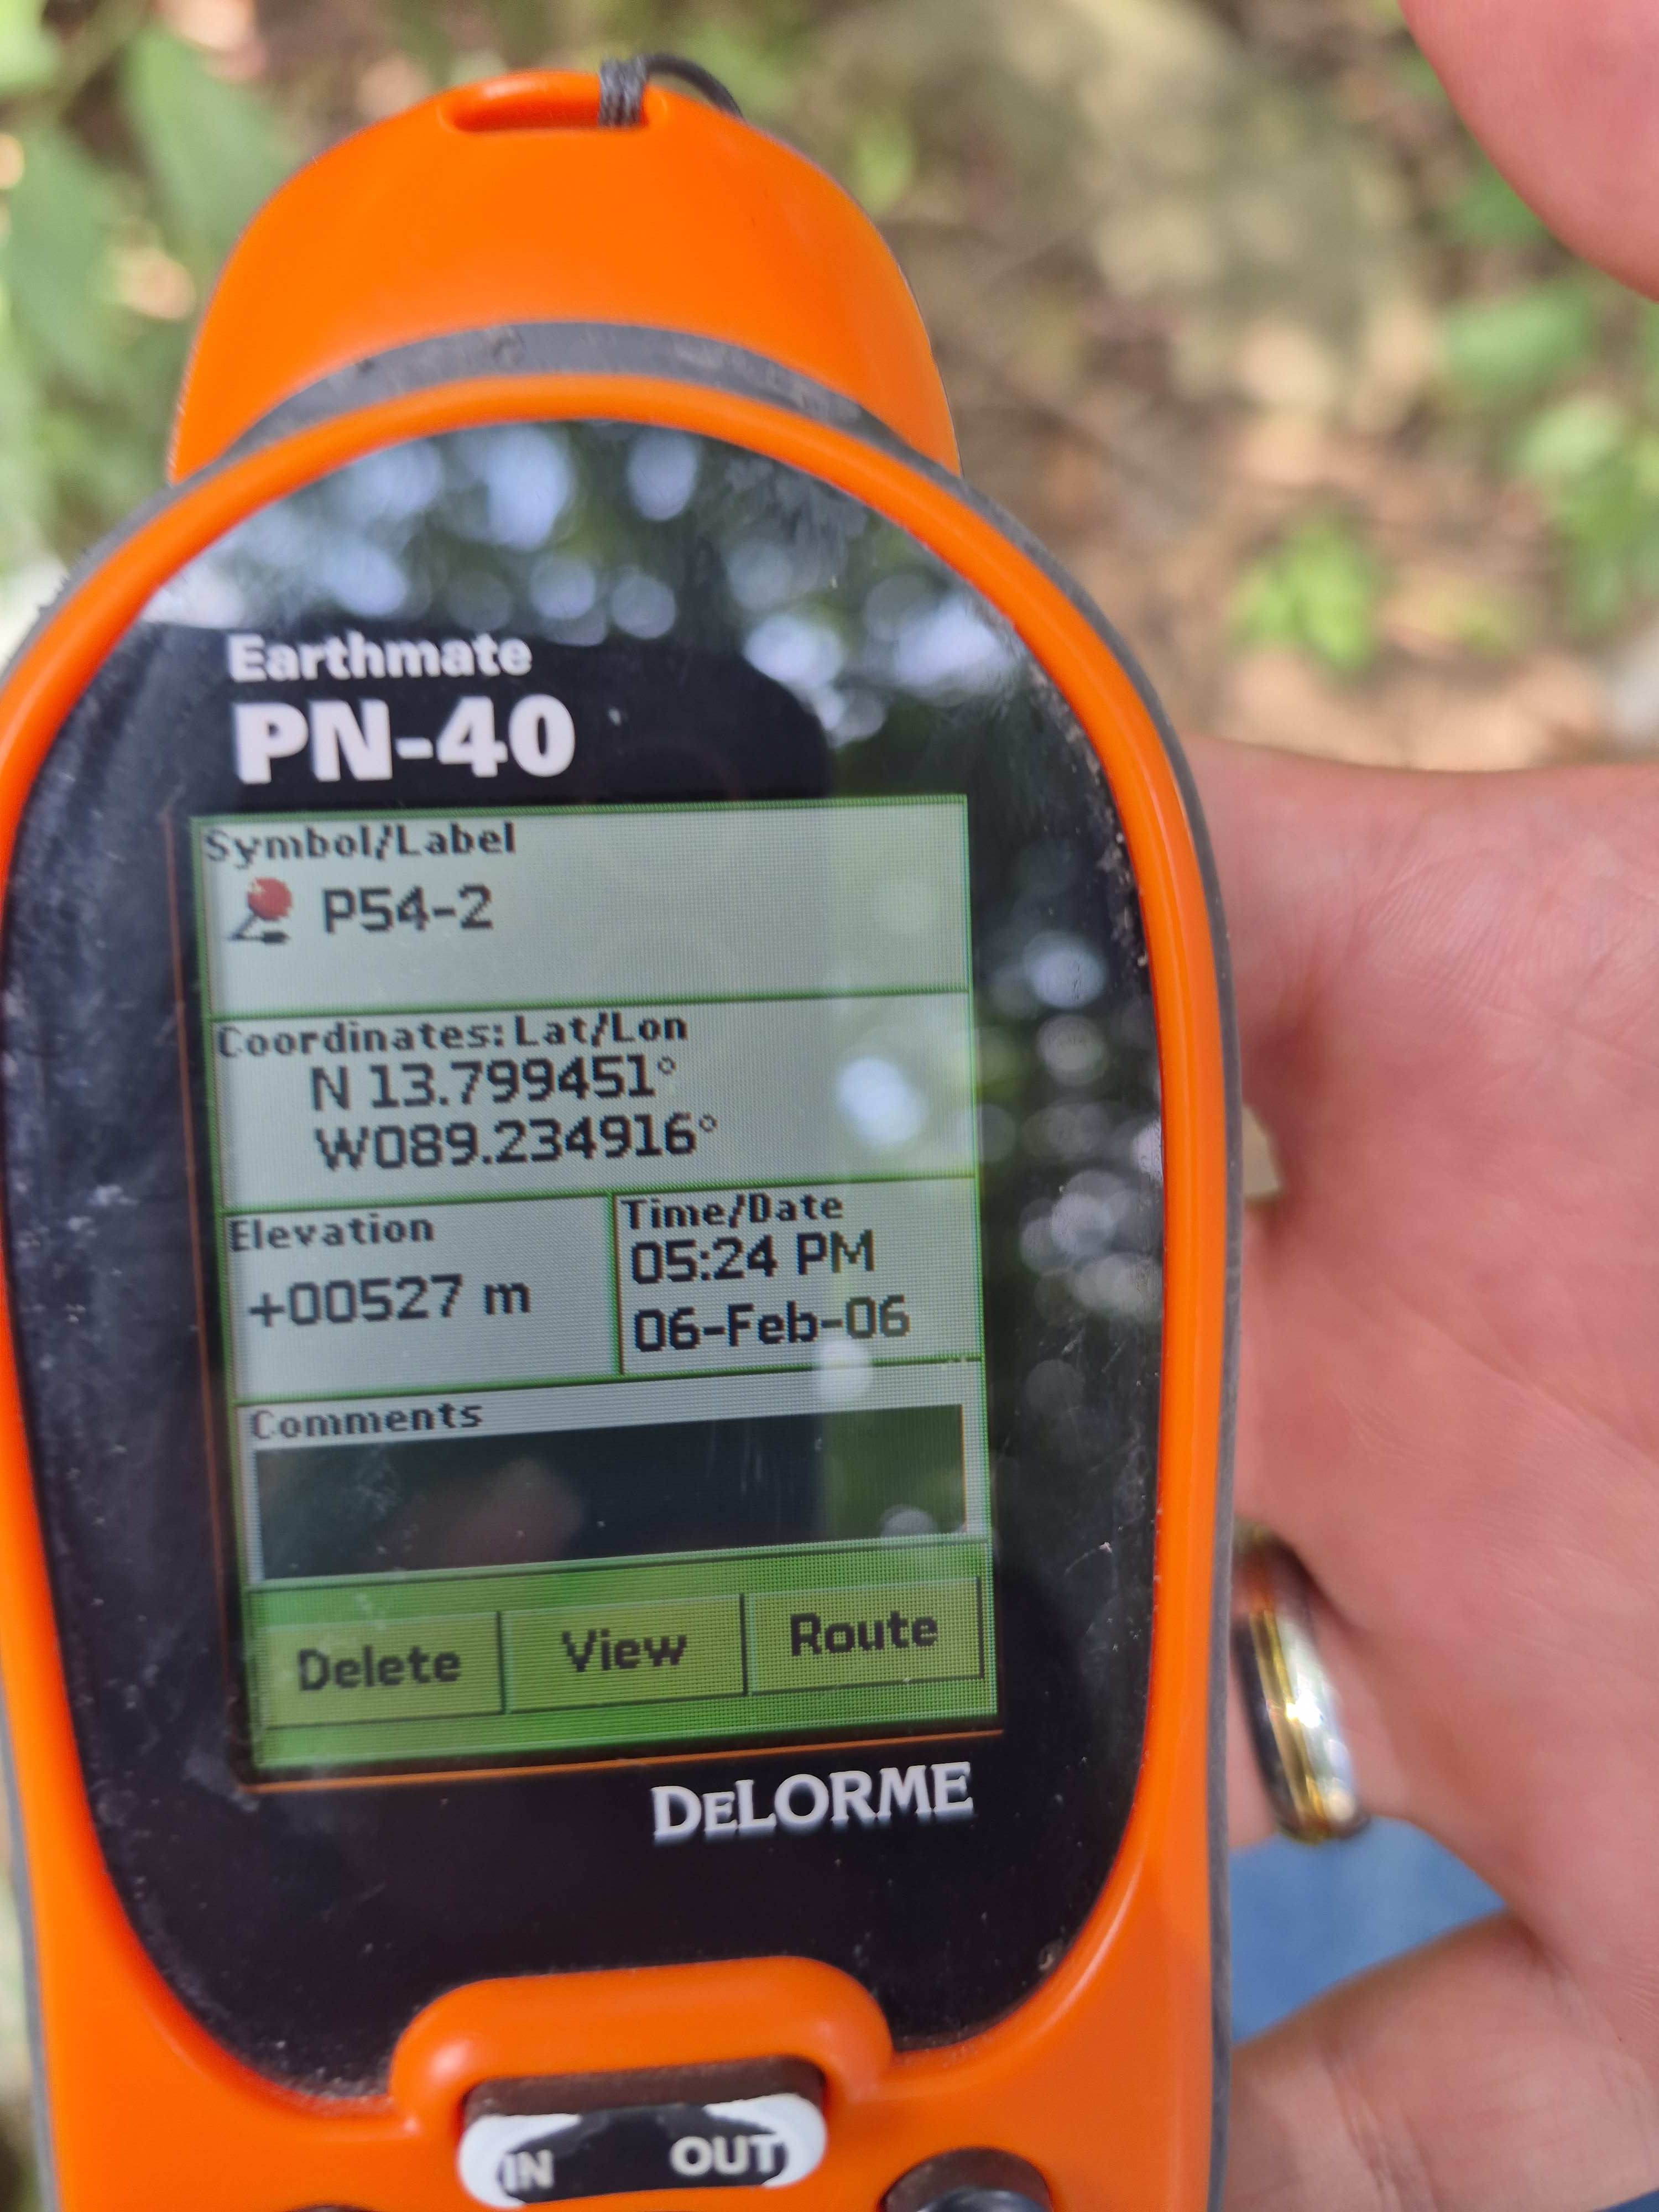 Earthmate
PN-40
Symbol/Label
P54-2
Coordinates: Lat/Lon
N 13.799451°
W089.234916°
Elevation
+00527 m
Time/Date
05:24 PM
06-Feb-06
Comments
Delete View Route
DELORME
IN OUT